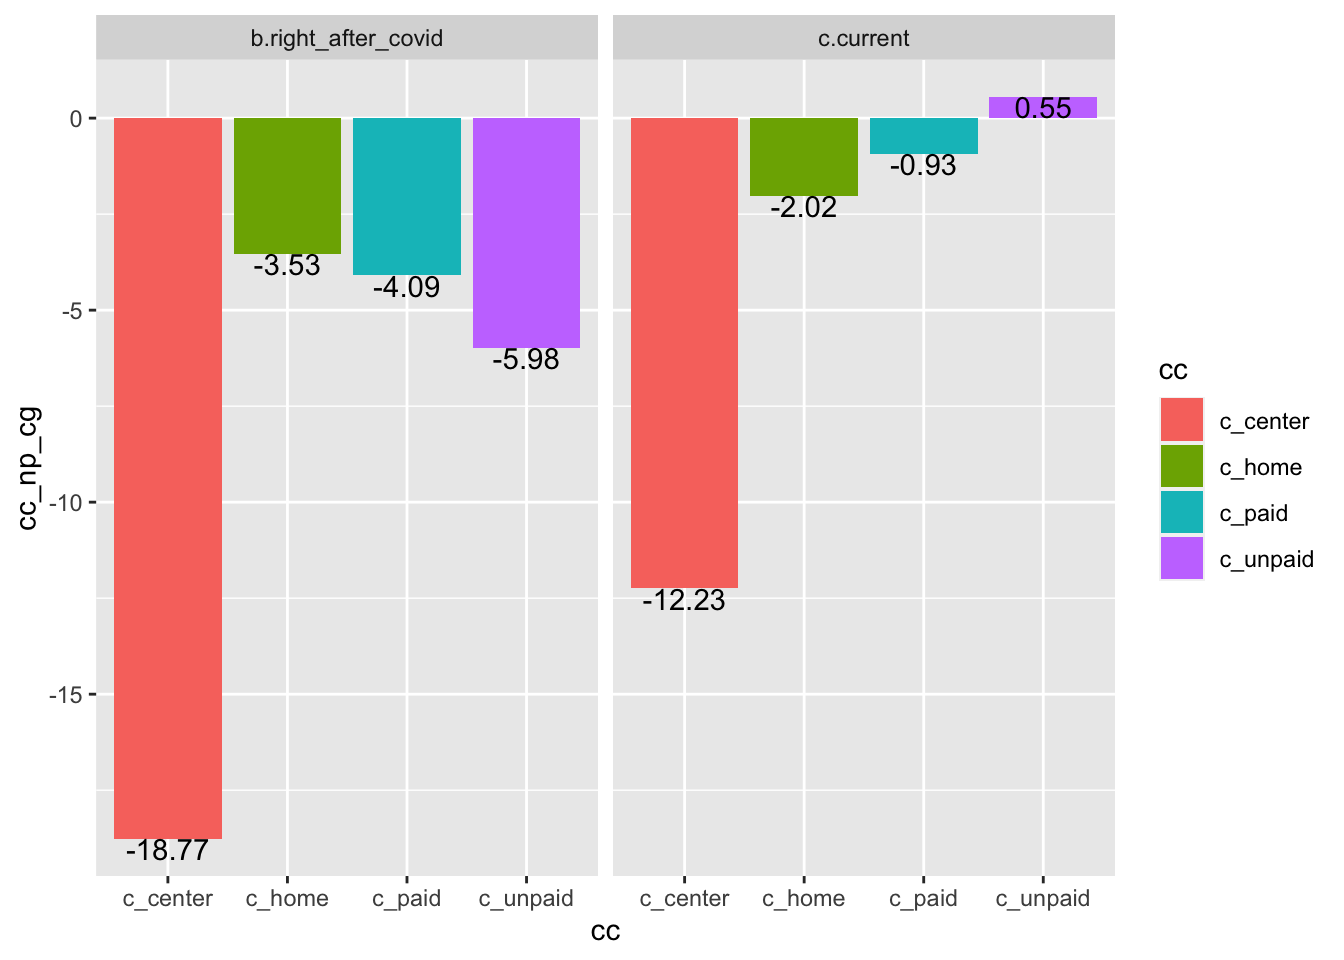 b.right_after_covid
c.current
cc_np_cg
0
-5
-10
-15
-18.77
-3.53
-4.09
-5.98
-12.23
-2.02
-0.93
0.55
c_center
c_home
c_paid
c_unpaid
c_center
c_home
c_paid
c_unpaid
cc
cc
c_center
c_home
c_paid
c_unpaid